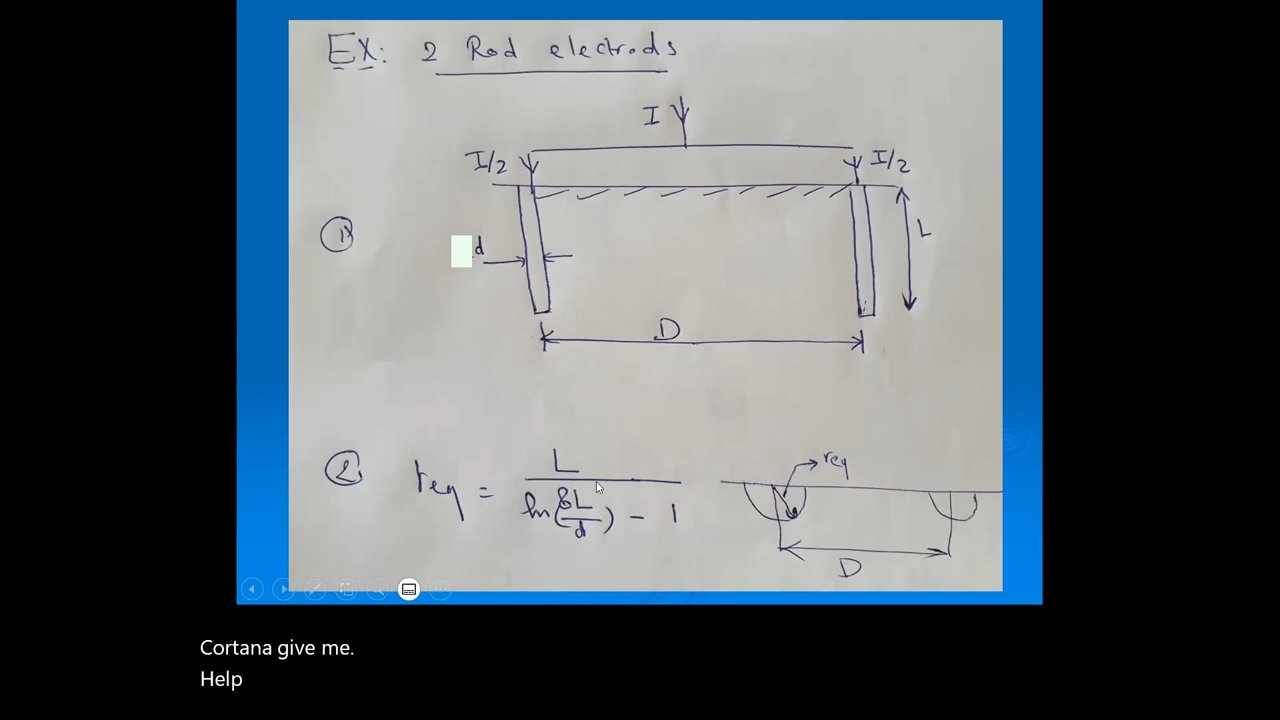 EX: 2 Rod electrods
I
I/2 I/2
①
d
L
D
② req = L / ln(8L/d) - 1
req
D
Cortana give me.
Help